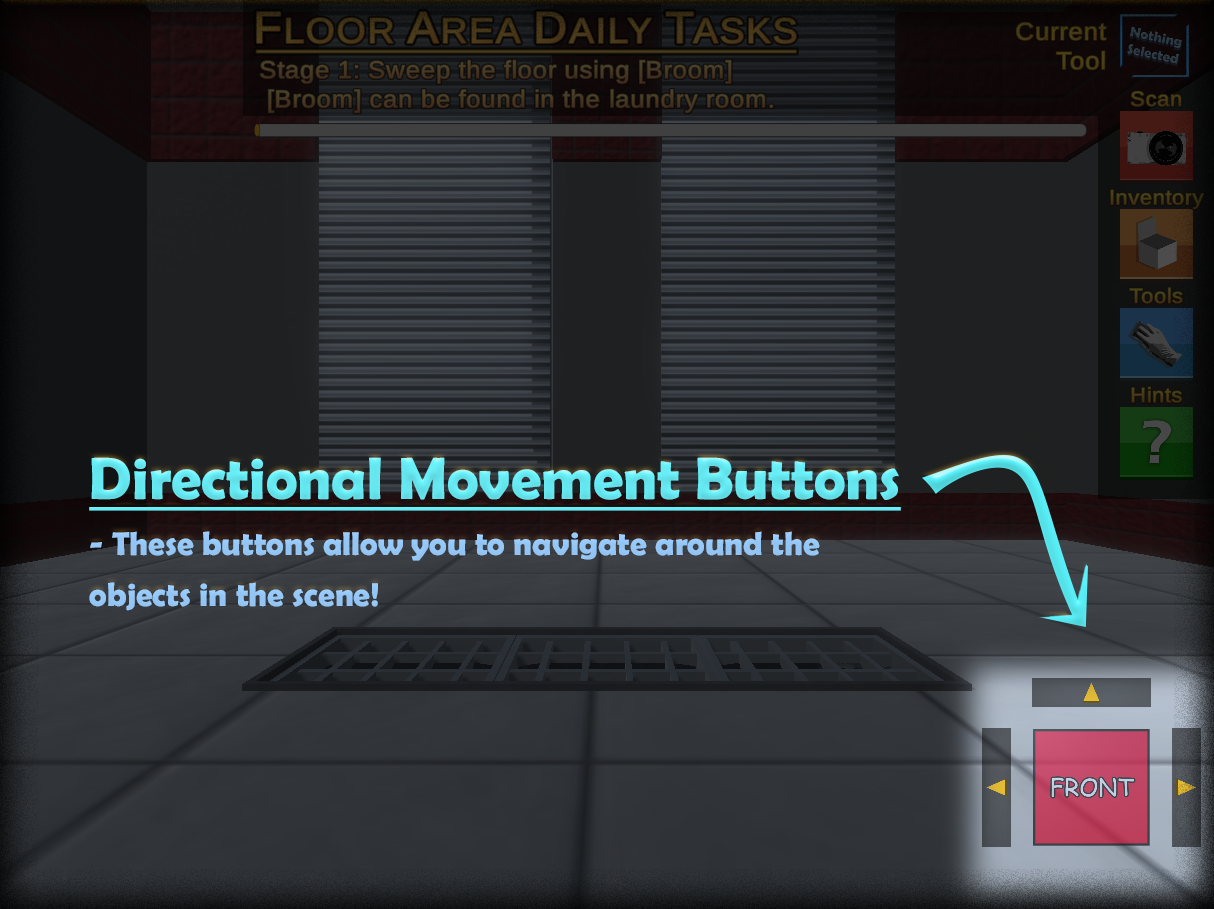 FLOOR AREA DAILY TASKS
Stage 1: Sweep the floor using [Broom]
[Broom] can be found in the laundry room.
Current
Tool
Nothing
Selected
Scan
Inventory
Tools
Hints
?
Directional Movement Buttons
- These buttons allow you to navigate around the
objects in the scene!
FRONT